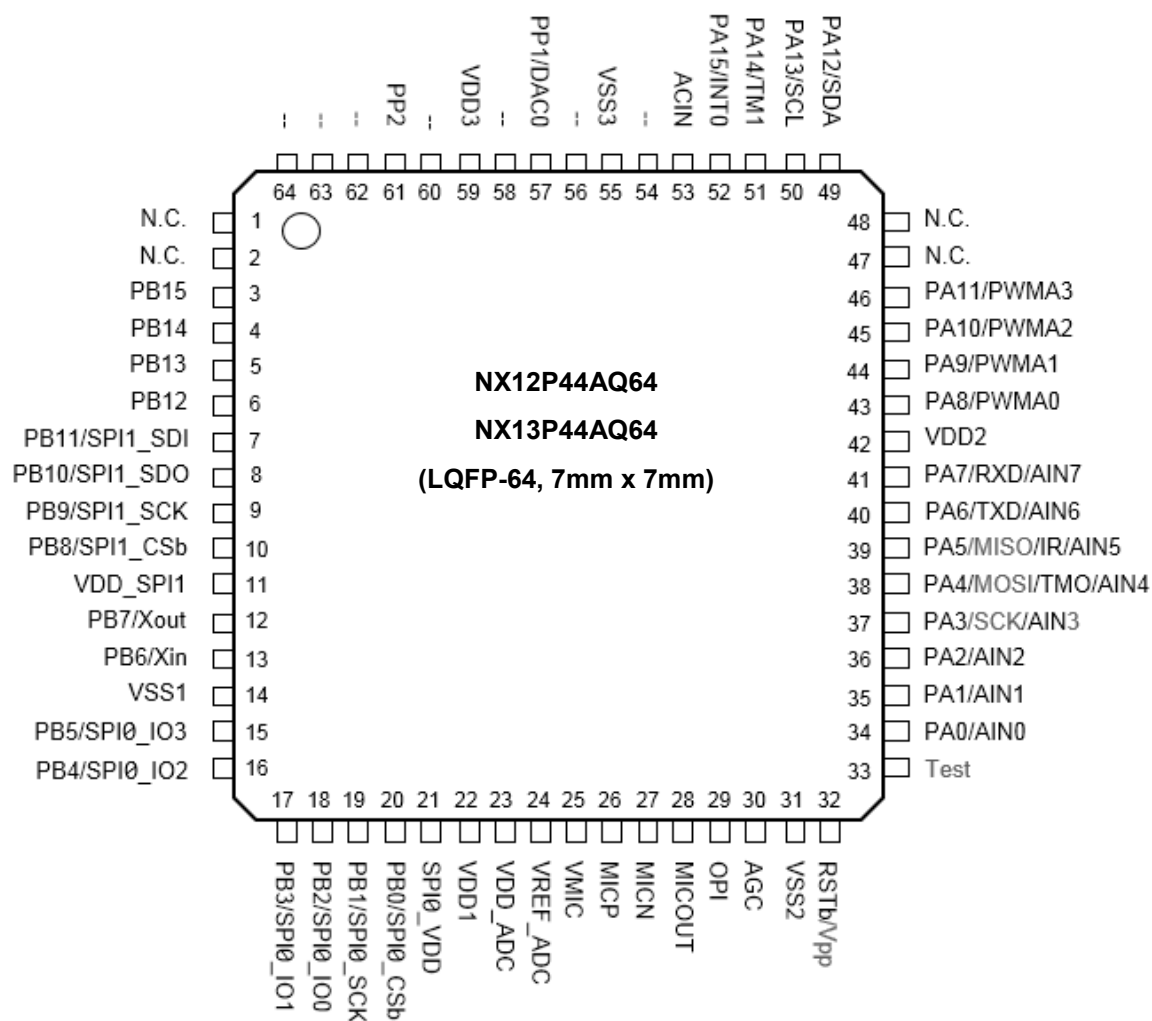 --
--
--
PP2
--
VDD3
--
PP1/DAC0
--
VSS3
--
ACIN
PA15/INT0
PA14/TM1
PA13/SCL
PA12/SDA
64 63 62 61 60 59 58 57 56 55 54 53 52 51 50 49
N.C. 1
N.C. 2
PB15 3
PB14 4
PB13 5
PB12 6
PB11/SPI1_SDI 7
PB10/SPI1_SDO 8
PB9/SPI1_SCK 9
PB8/SPI1_CSb 10
VDD_SPI1 11
PB7/Xout 12
PB6/Xin 13
VSS1 14
PB5/SPI0_IO3 15
PB4/SPI0_IO2 16
NX12P44AQ64
NX13P44AQ64
(LQFP-64, 7mm x 7mm)
48 N.C.
47 N.C.
46 PA11/PWMA3
45 PA10/PWMA2
44 PA9/PWMA1
43 PA8/PWMA0
42 VDD2
41 PA7/RXD/AIN7
40 PA6/TXD/AIN6
39 PA5/MISO/IR/AIN5
38 PA4/MOSI/TMO/AIN4
37 PA3/SCK/AIN3
36 PA2/AIN2
35 PA1/AIN1
34 PA0/AIN0
33 Test
17 18 19 20 21 22 23 24 25 26 27 28 29 30 31 32
PB3/SPI0_IO1
PB2/SPI0_IO0
PB1/SPI0_SCK
PB0/SPI0_CSb
SPI0_VDD
VDD1
VDD_ADC
VREF_ADC
VMIC
MICP
MICN
MICOUT
OPI
AGC
VSS2
RSTb/Vpp